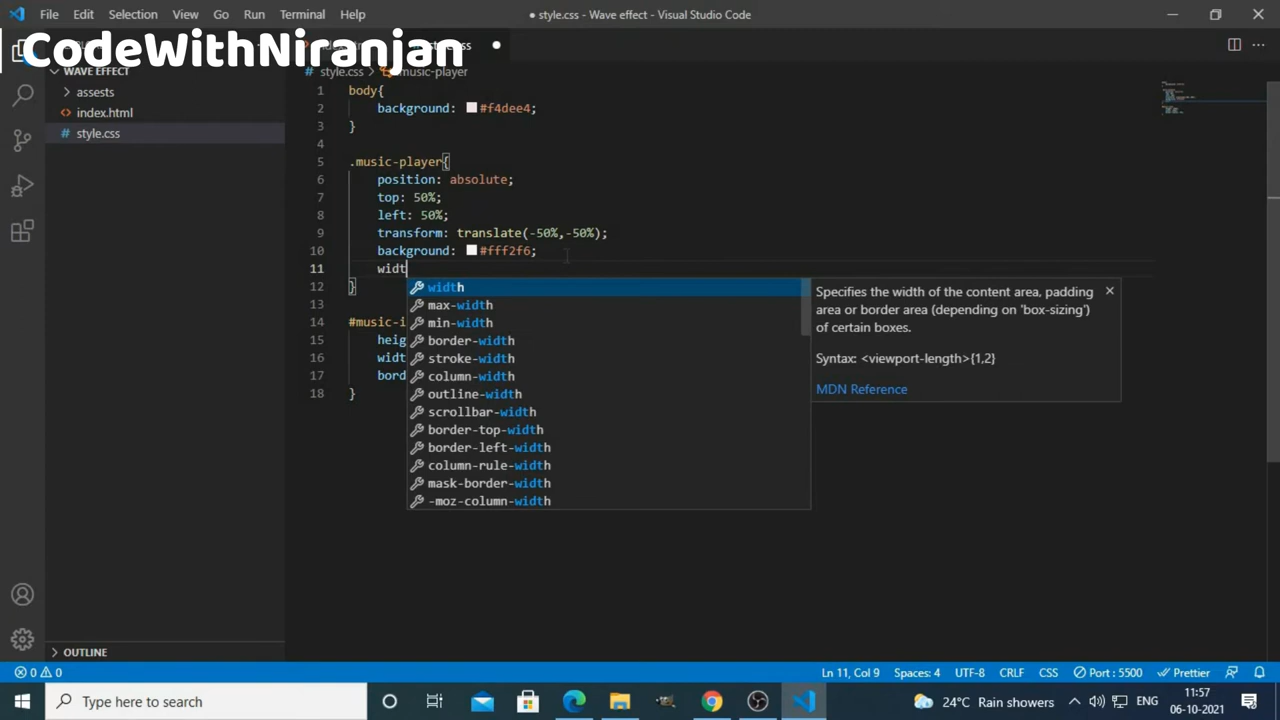 File Edit Selection View Go Run Terminal Help
● style.css - Wave effect - Visual Studio Code
CodeWithNiranjan
style.css > music-player
WAVE EFFECT
assests
index.html
style.css
1 body{
2 background: #f4dee4;
3 }
4
5 .music-player{
6 position: absolute;
7 top: 50%;
8 left: 50%;
9 transform: translate(-50%,-50%);
10 background: #fff2f6;
11 widt
12 }
13
14 #music-i
15 heig
16 widt
17 bord
18 }
width
max-width
min-width
border-width
stroke-width
column-width
outline-width
scrollbar-width
border-top-width
border-left-width
column-rule-width
mask-border-width
-moz-column-width
Specifies the width of the content area, padding
area or border area (depending on 'box-sizing')
of certain boxes.
Syntax: <viewport-length>{1,2}
MDN Reference
OUTLINE
0 0
Ln 11, Col 9 Spaces: 4 UTF-8 CRLF CSS Port : 5500 Prettier
Type here to search
24°C Rain showers
ENG
11:57
06-10-2021